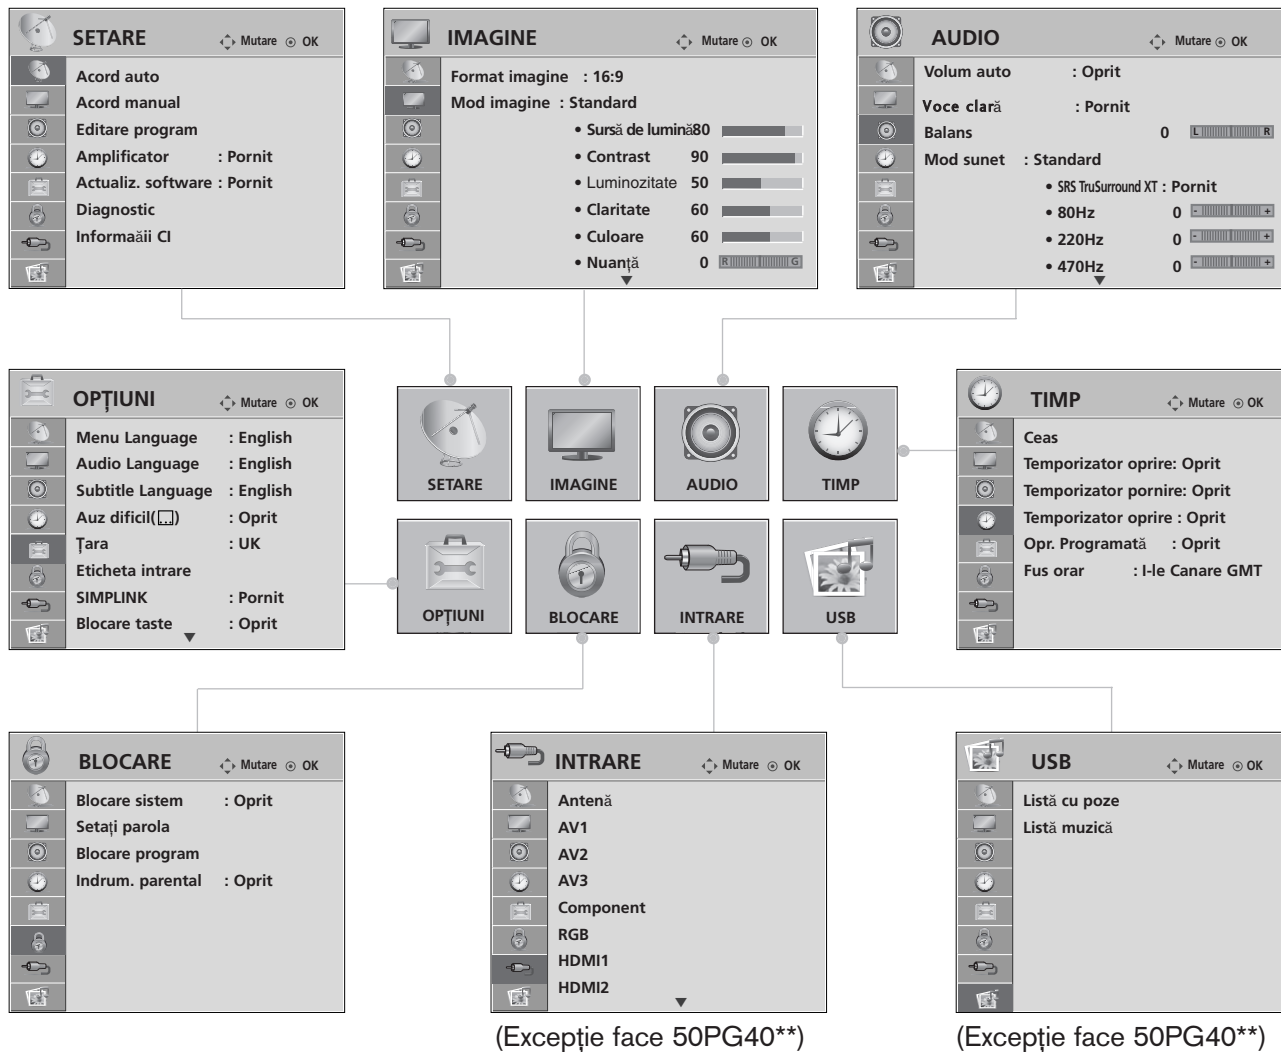 SETARE Mutare OK
Acord auto
Acord manual
Editare program
Amplificator : Pornit
Actualiz. software : Pornit
Diagnostic
Informaăii CI
IMAGINE Mutare OK
Format imagine : 16:9
Mod imagine : Standard
• Sursă de lumină80
• Contrast 90
• Luminozitate 50
• Claritate 60
• Culoare 60
• Nuanță 0 R G
AUDIO Mutare OK
Volum auto : Oprit
Voce clară : Pornit
Balans 0 L R
Mod sunet : Standard
• SRS TruSurround XT : Pornit
• 80Hz 0 - +
• 220Hz 0 - +
• 470Hz 0 - +
OPȚIUNI Mutare OK
Menu Language : English
Audio Language : English
Subtitle Language : English
Auz dificil() : Oprit
Țara : UK
Eticheta intrare
SIMPLINK : Pornit
Blocare taste : Oprit
SETARE
IMAGINE
AUDIO
TIMP
OPȚIUNI
BLOCARE
INTRARE
USB
TIMP Mutare OK
Ceas
Temporizator oprire: Oprit
Temporizator pornire: Oprit
Temporizator oprire : Oprit
Opr. Programată : Oprit
Fus orar : I-le Canare GMT
BLOCARE Mutare OK
Blocare sistem : Oprit
Setați parola
Blocare program
Indrum. parental : Oprit
INTRARE Mutare OK
Antenă
AV1
AV2
AV3
Component
RGB
HDMI1
HDMI2
(Excepție face 50PG40**)
USB Mutare OK
Listă cu poze
Listă muzică
(Excepție face 50PG40**)